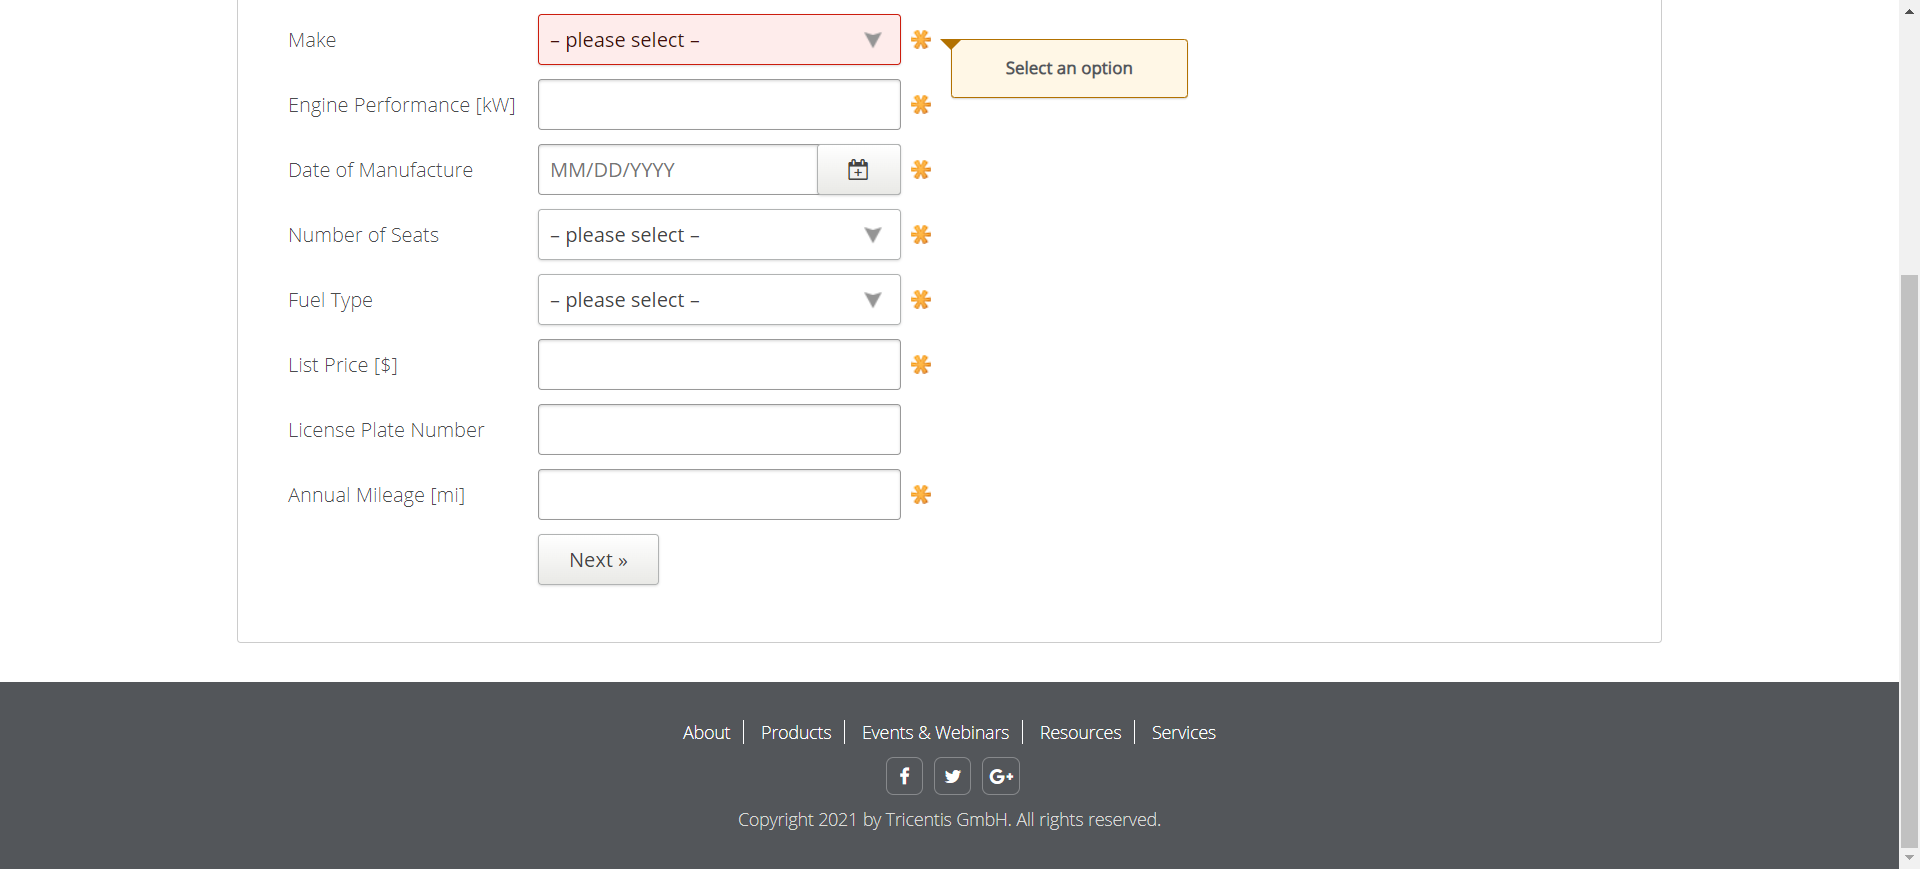 Make – please select –
Select an option
Engine Performance [kW]
Date of Manufacture MM/DD/YYYY
Number of Seats – please select –
Fuel Type – please select –
List Price [$]
License Plate Number
Annual Mileage [mi]
Next »
About Products Events & Webinars Resources Services
G+
Copyright 2021 by Tricentis GmbH. All rights reserved.